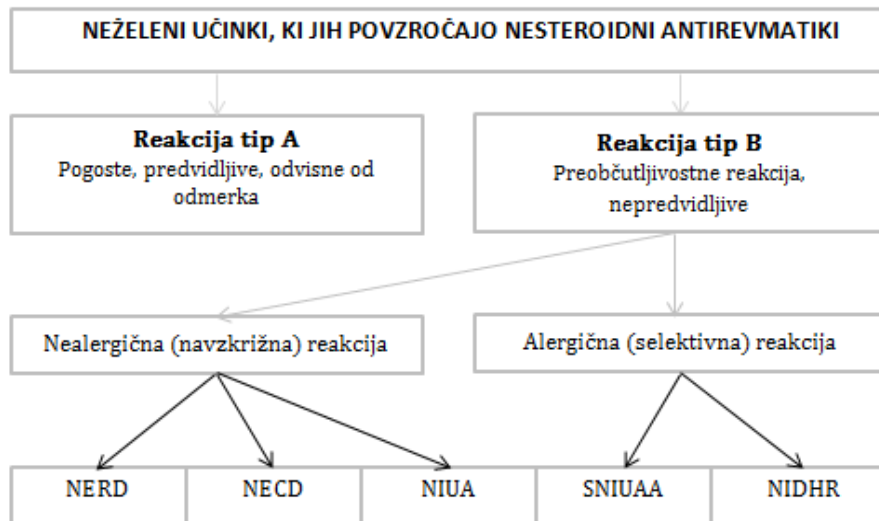 NEŽELENI UČINKI, KI JIH POVZROČAJO NESTEROIDNI ANTIREVMATIKI
Reakcija tip A
Pogoste, predvidljive, odvisne od
odmerka
Reakcija tip B
Preobčutljivostne reakcija,
nepredvidljive
Nealergična (navzkrižna) reakcija
Alergična (selektivna) reakcija
NERD
NECD
NIUA
SNIUAA
NIDHR